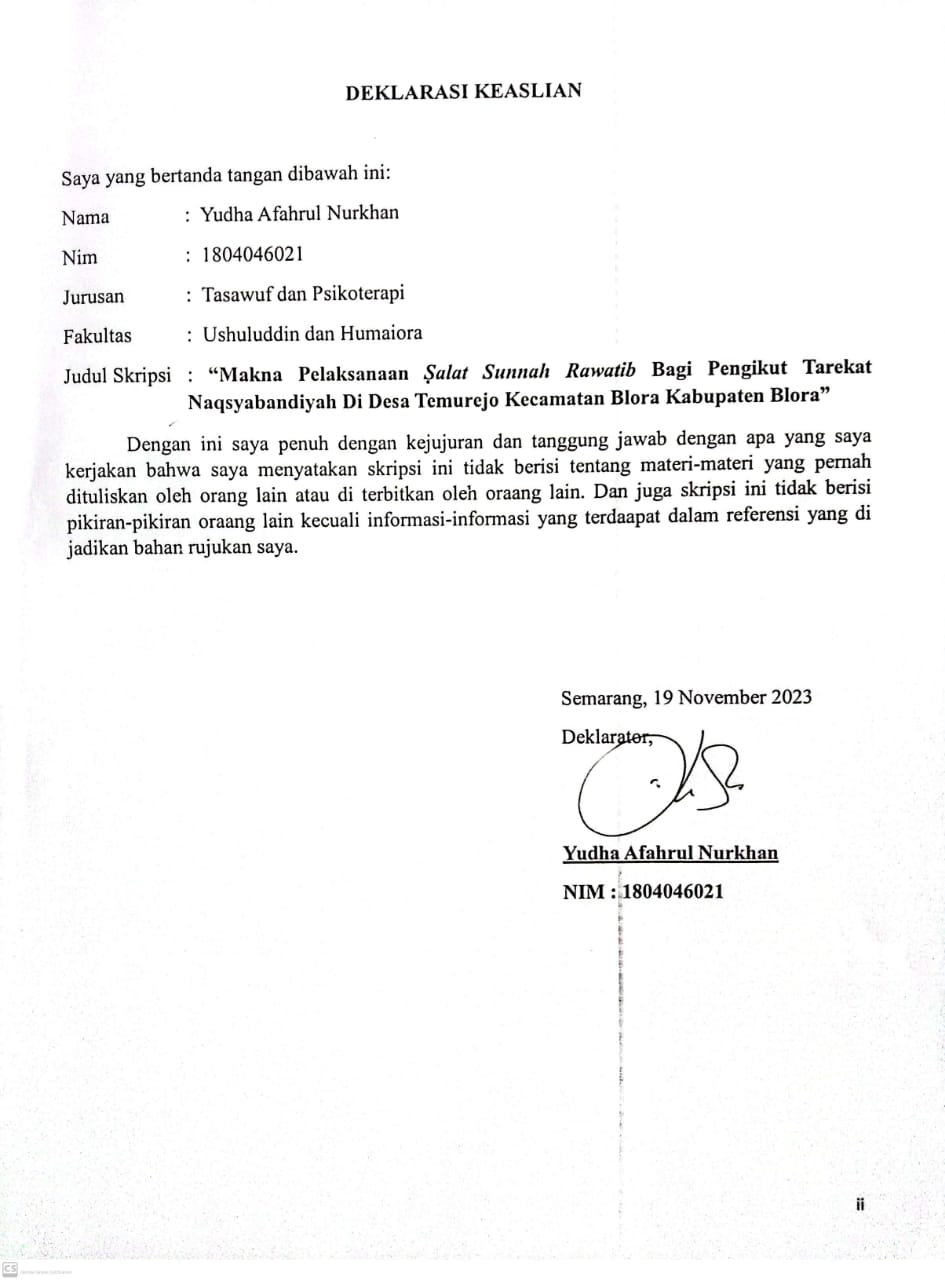 DEKLARASI KEASLIAN
Saya yang bertanda tangan dibawah ini:
Nama : Yudha Afahrul Nurkhan
Nim : 1804046021
Jurusan : Tasawuf dan Psikoterapi
Fakultas : Ushuluddin dan Humaiora
Judul Skripsi : “Makna Pelaksanaan Ṣalat Sunnah Rawatib Bagi Pengikut Tarekat
Naqsyabandiyah Di Desa Temurejo Kecamatan Blora Kabupaten Blora”
Dengan ini saya penuh dengan kejujuran dan tanggung jawab dengan apa yang saya
kerjakan bahwa saya menyatakan skripsi ini tidak berisi tentang materi-materi yang pernah
dituliskan oleh orang lain atau di terbitkan oleh oraang lain. Dan juga skripsi ini tidak berisi
pikiran-pikiran oraang lain kecuali informasi-informasi yang terdaapat dalam referensi yang di
jadikan bahan rujukan saya.
Semarang, 19 November 2023
Deklarator,
Yudha Afahrul Nurkhan
NIM : 1804046021
ii
CS